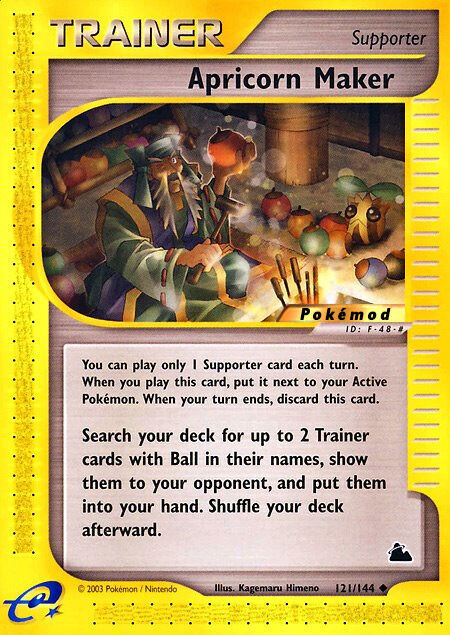 TRAINER
Supporter
Apricorn Maker
Pokémod
ID: F-48-#
You can play only 1 Supporter card each turn.
When you play this card, put it next to your Active
Pokémon. When your turn ends, discard this card.
Search your deck for up to 2 Trainer
cards with Ball in their names, show
them to your opponent, and put them
into your hand. Shuffle your deck
afterward.
© 2003 Pokémon / Nintendo
Illus. Kagemaru Himeno
121/144